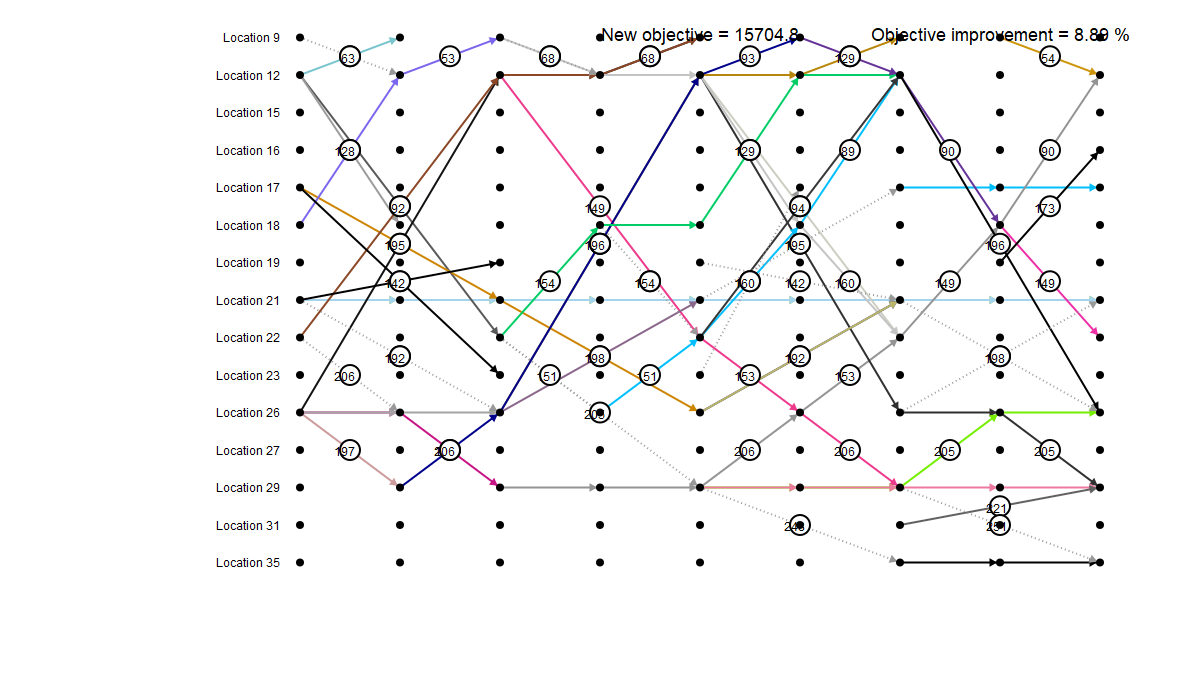 New objective = 15704.8 Objective improvement = 8.89 %
Location 9
63 53 68 68 93 129 54
Location 12
Location 15
Location 16
128 129 89 90 90
Location 17
92 149 94 173
Location 18
195 196 195 196
Location 19
142 154 154 160 142 160 149 149
Location 21
Location 22
192 198 192 198
Location 23
206 51 51 153 153
Location 26
Location 27
197 206 206 206 205 205
Location 29
221
Location 31
251
Location 35